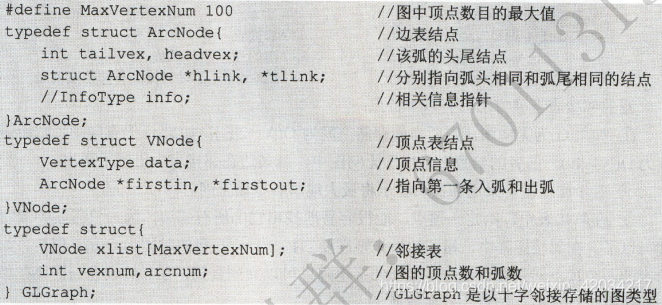 #define MaxVertexNum 100 //图中顶点数目的最大值
typedef struct ArcNode{ //边表结点
int tailvex, headvex; //该弧的头尾结点
struct ArcNode *hlink, *tlink; //分别指向弧头相同和弧尾相同的结点
//InfoType info; //相关信息指针
}ArcNode;
typedef struct VNode{ //顶点表结点
VertexType data; //顶点信息
ArcNode *firstin, *firstout; //指向第一条入弧和出弧
}VNode;
typedef struct{
VNode xlist[MaxVertexNum]; //邻接表
int vexnum,arcnum; //图的顶点数和弧数
} GLGraph; //GLGraph是以十字邻接存储的图类型